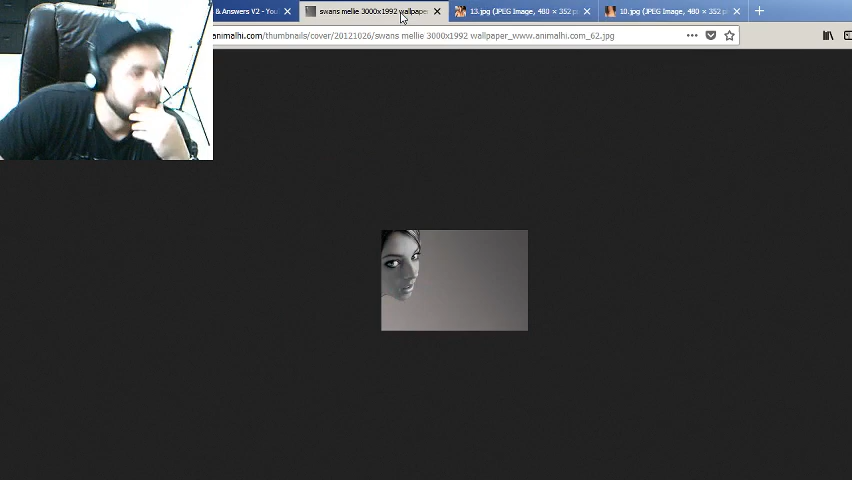 & Answers V2 - You
swans mellie 3000x1992 wallpaper
13.jpg (JPEG Image, 480 × 352 p
10.jpg (JPEG Image, 480 × 352 p
animalhi.com/thumbnails/cover/20121026/swans mellie 3000x1992 wallpaper_www.animalhi.com_62.jpg